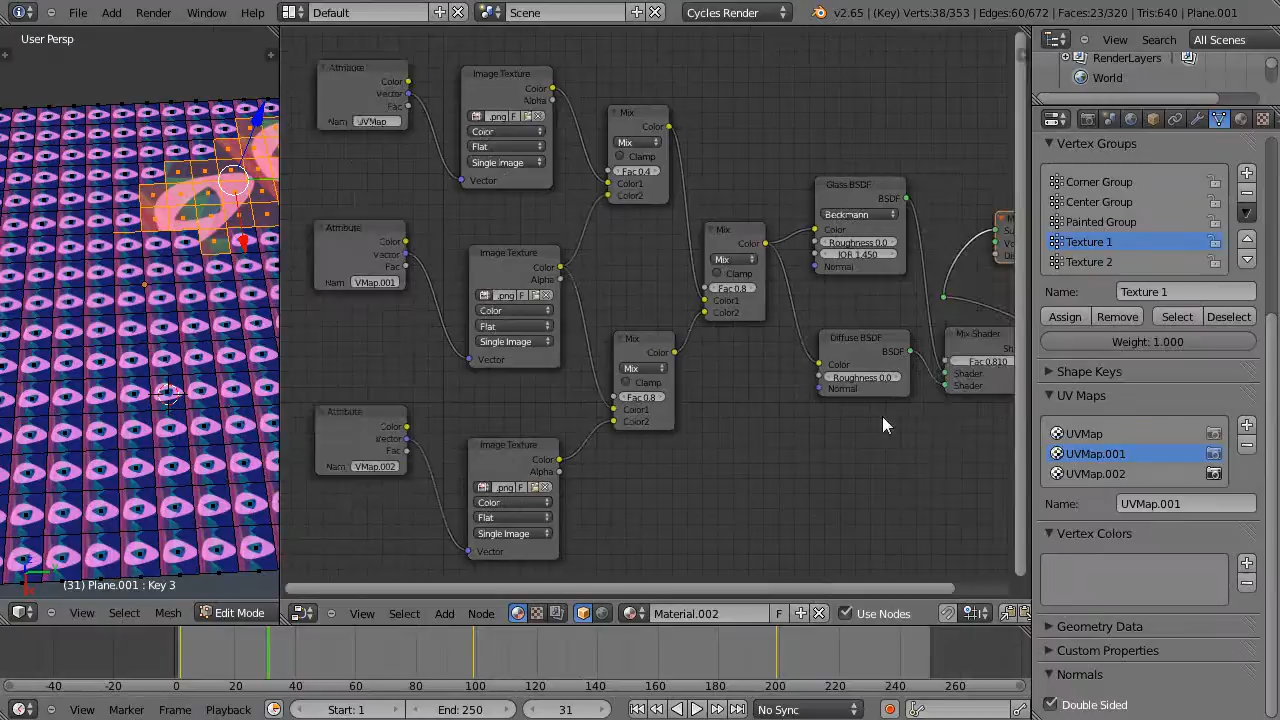 File Add Render Window Help Default Scene Cycles Render v2.65 | (Key) Verts:38/353 | Edges:60/672 | Faces:23/320 | Tris:640 | Plane.001
User Persp
(31) Plane.001 : Key 3
View Select Mesh Edit Mode
Attribute
Color
Vector
Fac
Nam UVMap
Image Texture
Color
Alpha
.png F
Color
Flat
Single Image
Vector
Mix
Color
Mix
Clamp
Fac 0.4
Color1
Color2
Attribute
Color
Vector
Fac
Nam VMap.001
Image Texture
Color
Alpha
.png F
Color
Flat
Single Image
Vector
Mix
Color
Mix
Clamp
Fac 0.8
Color1
Color2
Attribute
Color
Vector
Fac
Nam VMap.002
Image Texture
Color
Alpha
.png F
Color
Flat
Single Image
Vector
Mix
Color
Mix
Clamp
Fac 0.8
Color1
Color2
Glass BSDF
BSDF
Beckmann
Color
Roughness 0.0
IOR 1.450
Normal
Diffuse BSDF
BSDF
Color
Roughness 0.0
Normal
Mix Shader
Fac 0.810
Shader
Shader
View Select Add Node Material.002 F Use Nodes
View Search All Scenes
RenderLayers
World
Vertex Groups
Corner Group
Center Group
Painted Group
Texture 1
Texture 2
Name: Texture 1
Assign Remove Select Deselect
Weight: 1.000
Shape Keys
UV Maps
UVMap
UVMap.001
UVMap.002
Name: UVMap.001
Vertex Colors
Geometry Data
Custom Properties
Normals
Double Sided
-40 -20 0 20 40 60 80 100 120 140 160 180 200 220 240 260
View Marker Frame Playback Start: 1 End: 250 31 No Sync